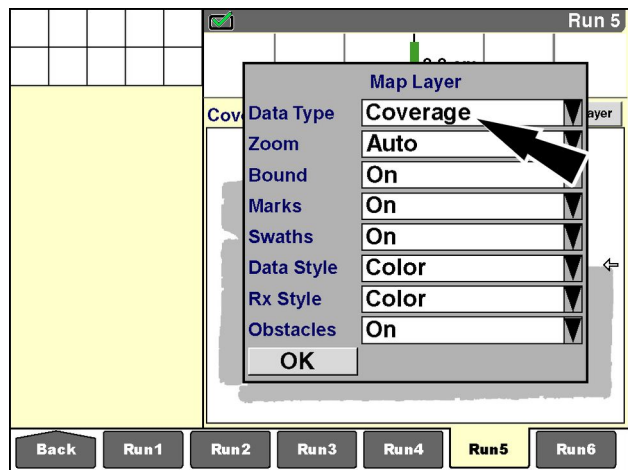 Run 5
Map Layer
Cov
Data Type
Coverage
ayer
Zoom
Auto
Bound
On
Marks
On
Swaths
On
Data Style
Color
Rx Style
Color
Obstacles
On
OK
Back
Run1
Run2
Run3
Run4
Run5
Run6